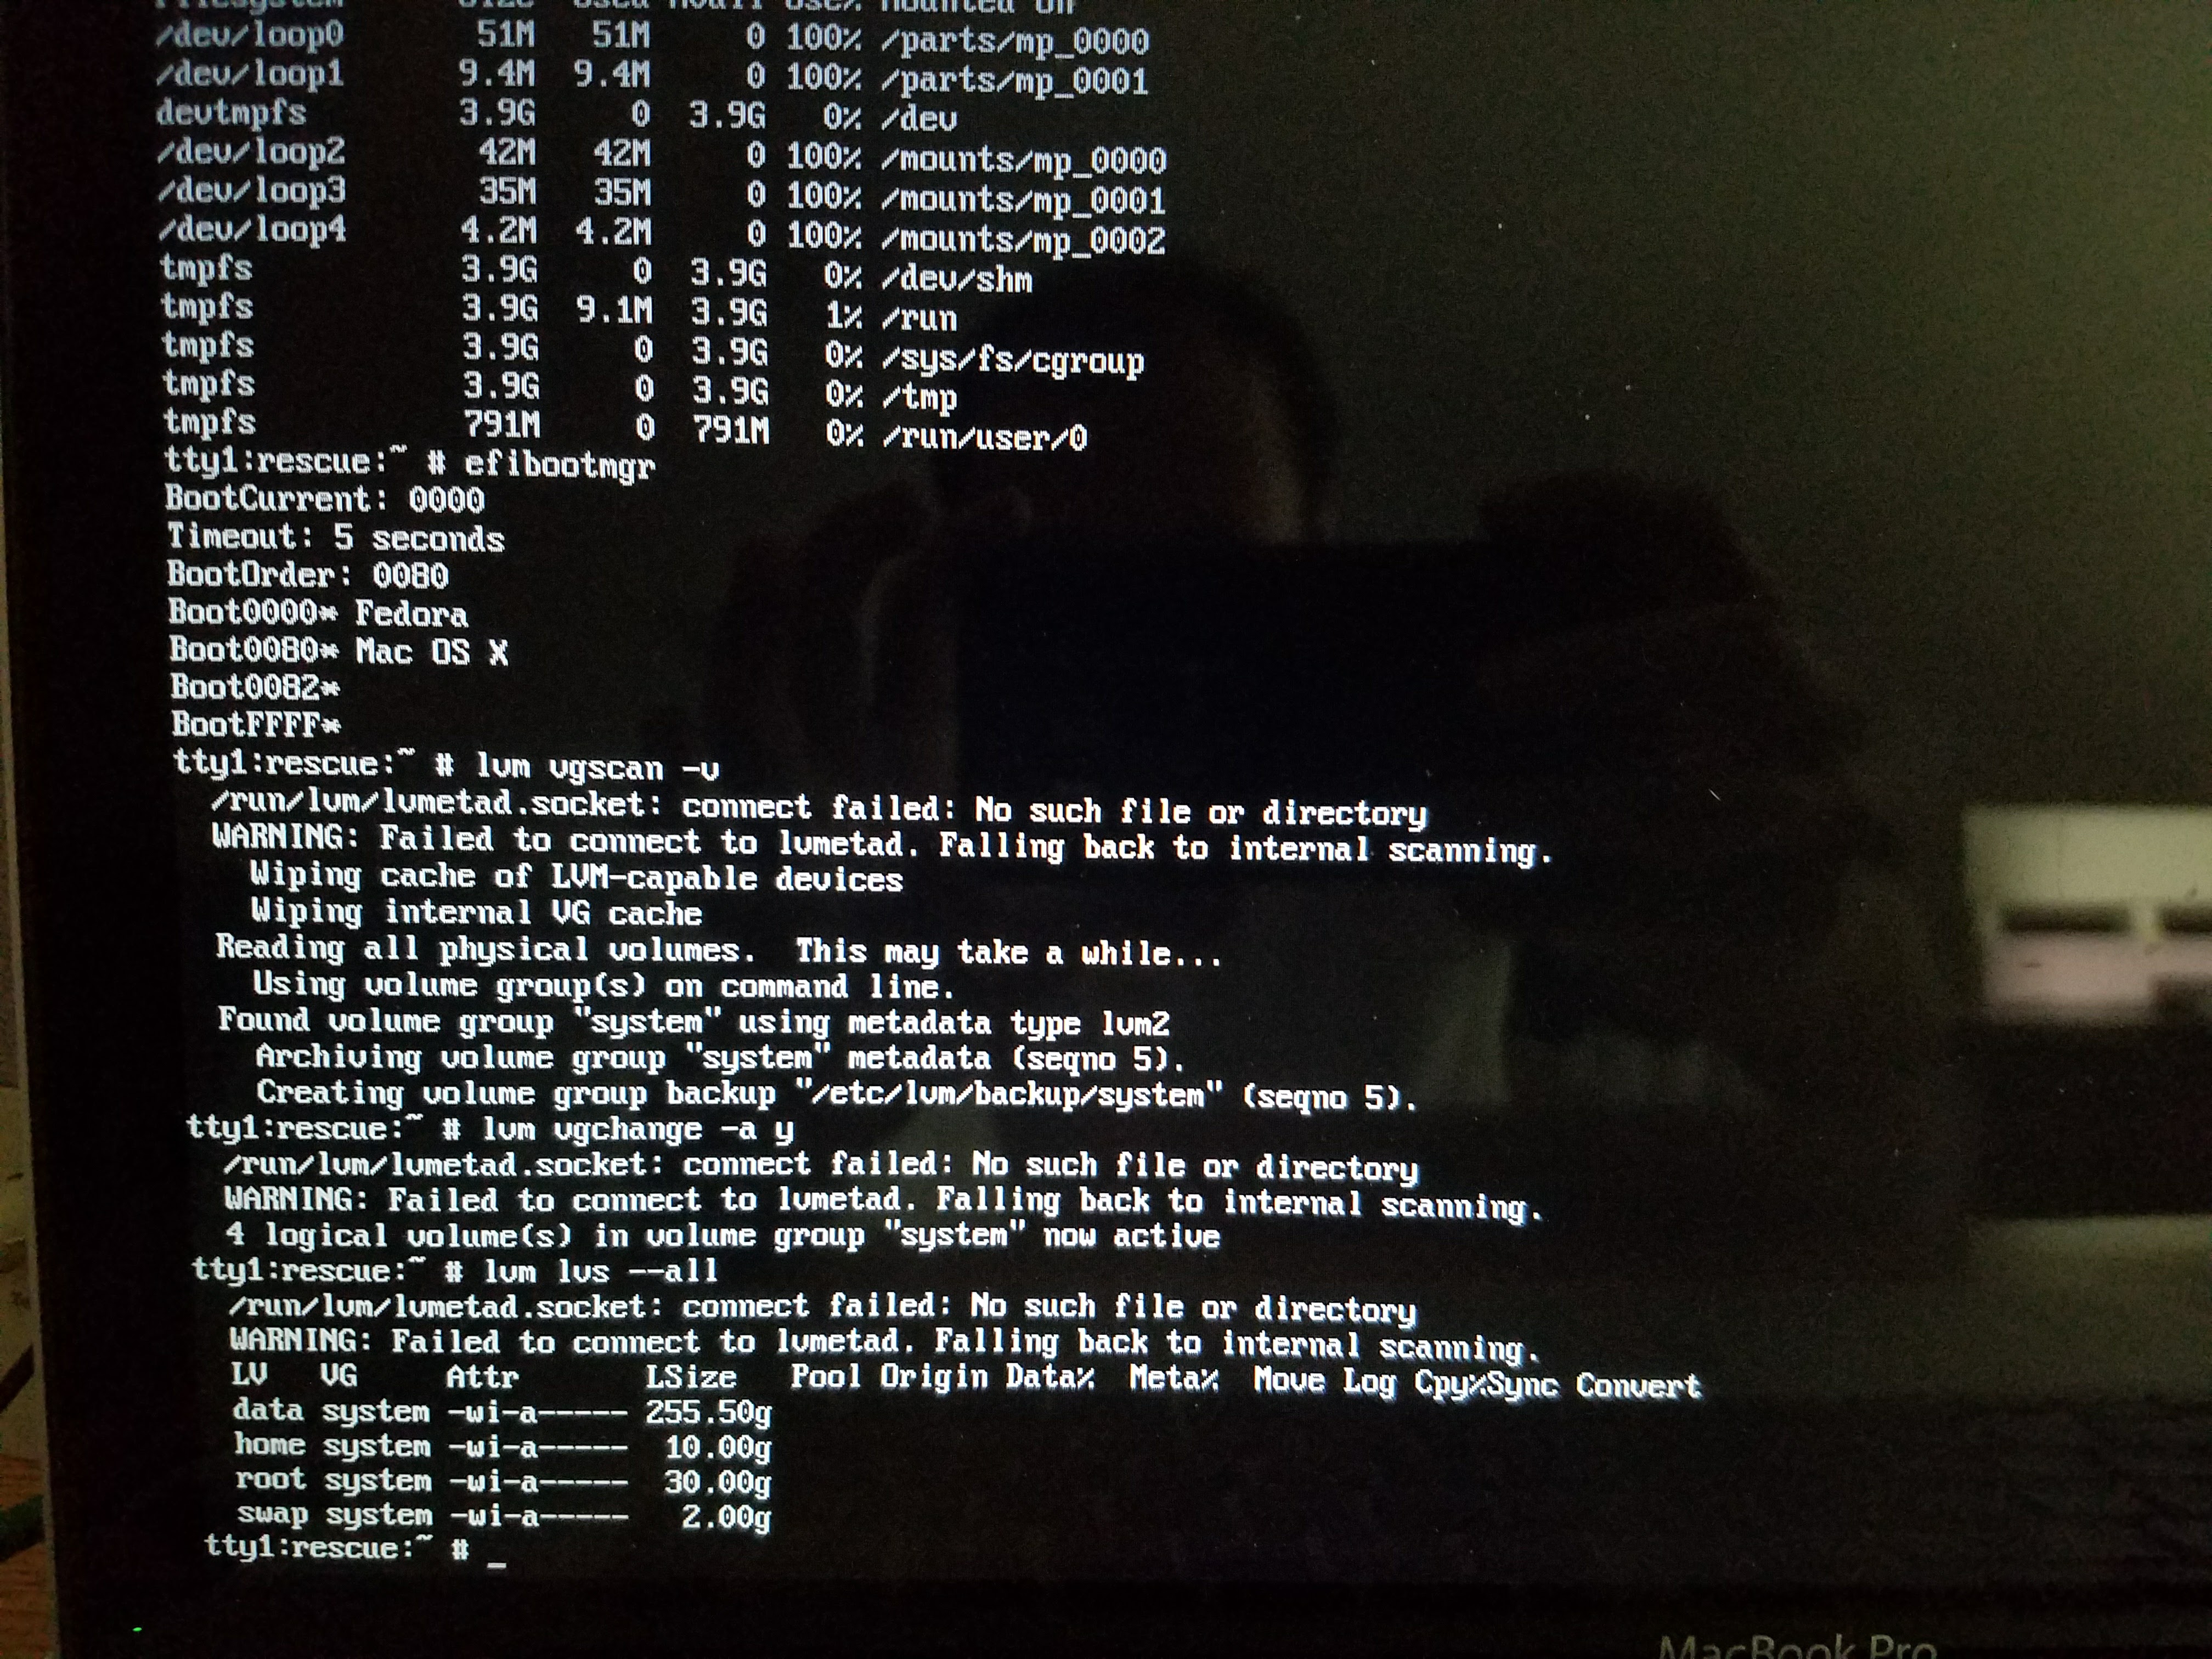 Filesystem Size Used Avail Use% Mounted on
/dev/loop0 51M 51M 0 100% /parts/mp_0000
/dev/loop1 9.4M 9.4M 0 100% /parts/mp_0001
devtmpfs 3.9G 0 3.9G 0% /dev
/dev/loop2 42M 42M 0 100% /mounts/mp_0000
/dev/loop3 35M 35M 0 100% /mounts/mp_0001
/dev/loop4 4.2M 4.2M 0 100% /mounts/mp_0002
tmpfs 3.9G 0 3.9G 0% /dev/shm
tmpfs 3.9G 9.1M 3.9G 1% /run
tmpfs 3.9G 0 3.9G 0% /sys/fs/cgroup
tmpfs 3.9G 0 3.9G 0% /tmp
tmpfs 791M 0 791M 0% /run/user/0
tty1:rescue:~ # efibootmgr
BootCurrent: 0000
Timeout: 5 seconds
BootOrder: 0080
Boot0000* Fedora
Boot0080* Mac OS X
Boot0082*
BootFFFF*
tty1:rescue:~ # lvm vgscan -v
/run/lvm/lvmetad.socket: connect failed: No such file or directory
WARNING: Failed to connect to lvmetad. Falling back to internal scanning.
Wiping cache of LVM-capable devices
Wiping internal VG cache
Reading all physical volumes.  This may take a while...
Using volume group(s) on command line.
Found volume group "system" using metadata type lvm2
Archiving volume group "system" metadata (seqno 5).
Creating volume group backup "/etc/lvm/backup/system" (seqno 5).
tty1:rescue:~ # lvm vgchange -a y
/run/lvm/lvmetad.socket: connect failed: No such file or directory
WARNING: Failed to connect to lvmetad. Falling back to internal scanning.
4 logical volume(s) in volume group "system" now active
tty1:rescue:~ # lvm lvs --all
/run/lvm/lvmetad.socket: connect failed: No such file or directory
WARNING: Failed to connect to lvmetad. Falling back to internal scanning.
LV VG Attr LSize Pool Origin Data% Meta% Move Log Cpy%Sync Convert
data system -wi-a----- 255.50g
home system -wi-a----- 10.00g
root system -wi-a----- 30.00g
swap system -wi-a----- 2.00g
tty1:rescue:~ # _
MacBook Pro